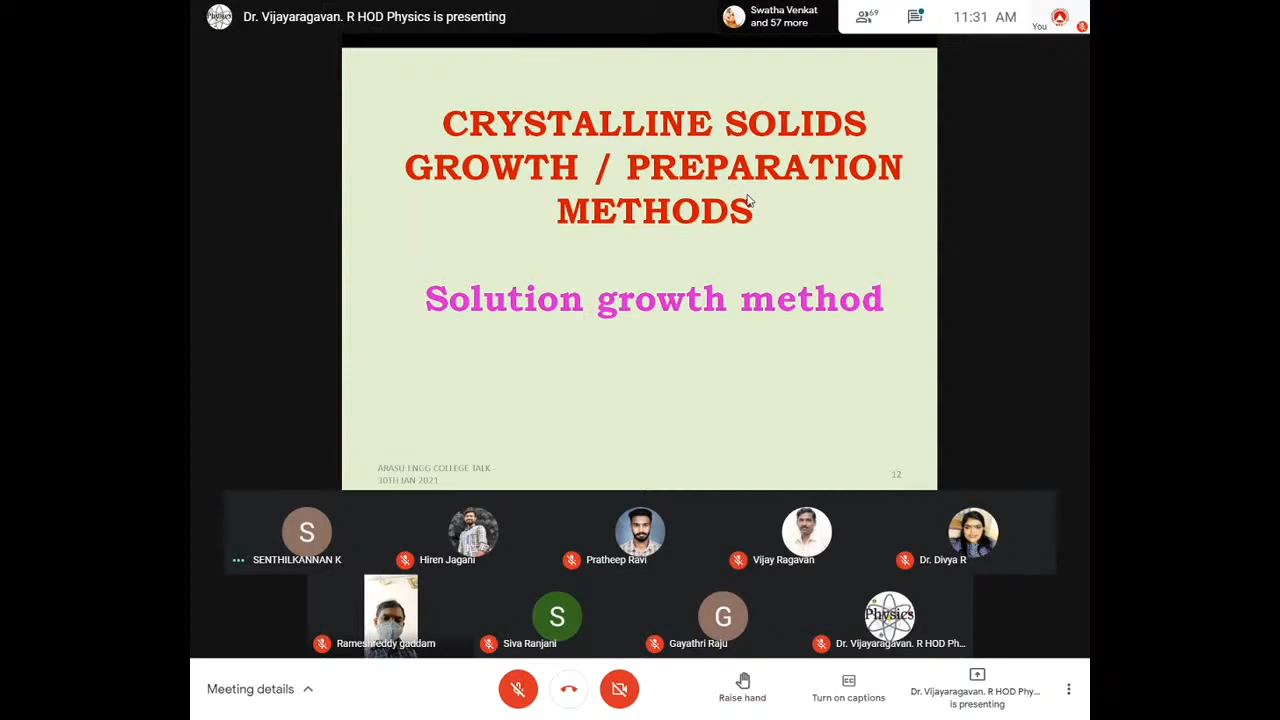 Physics
Dr. Vijayaragavan. R HOD Physics is presenting
Swatha Venkat
and 57 more
69
11:31 AM
You
CRYSTALLINE SOLIDS
GROWTH / PREPARATION
METHODS
Solution growth method
ARASU ENGG COLLEGE TALK -
30TH JAN 2021
12
S
SENTHILKANNAN K
Hiren Jagani
Pratheep Ravi
Vijay Ragavan
Dr. Divya R
Rameshreddy gaddam
S
Siva Ranjani
G
Gayathri Raju
Physics
Dr. Vijayaragavan. R HOD Ph...
Meeting details
Raise hand
CC
Turn on captions
Dr. Vijayaragavan. R HOD Phy...
is presenting